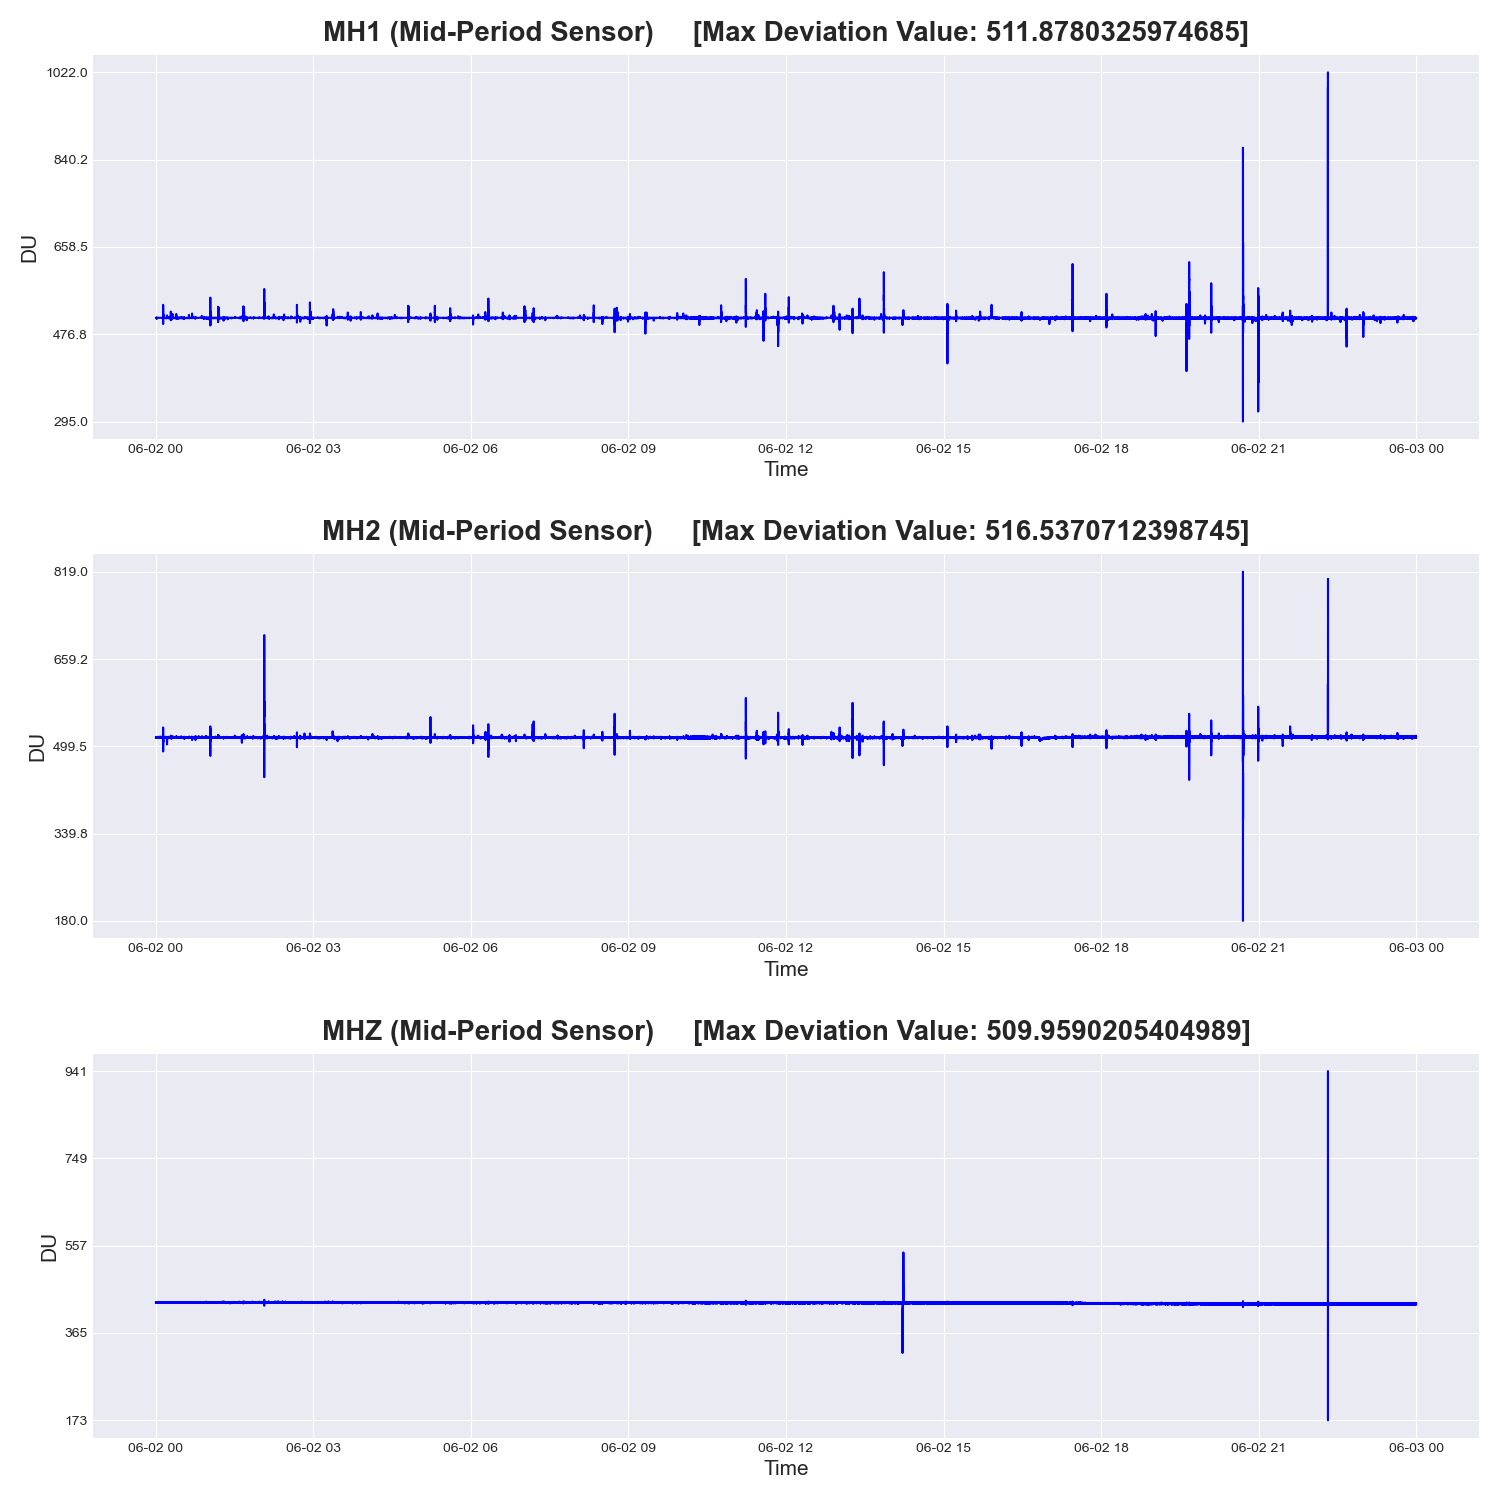 MH1 (Mid-Period Sensor) [Max Deviation Value: 511.8780325974685]
1022.0
840.2
658.5
476.8
295.0
DU
06-02 00 06-02 03 06-02 06 06-02 09 06-02 12 06-02 15 06-02 18 06-02 21 06-03 00
Time
MH2 (Mid-Period Sensor) [Max Deviation Value: 516.5370712398745]
819.0
659.2
499.5
339.8
180.0
DU
06-02 00 06-02 03 06-02 06 06-02 09 06-02 12 06-02 15 06-02 18 06-02 21 06-03 00
Time
MHZ (Mid-Period Sensor) [Max Deviation Value: 509.9590205404989]
941
749
557
365
173
DU
06-02 00 06-02 03 06-02 06 06-02 09 06-02 12 06-02 15 06-02 18 06-02 21 06-03 00
Time